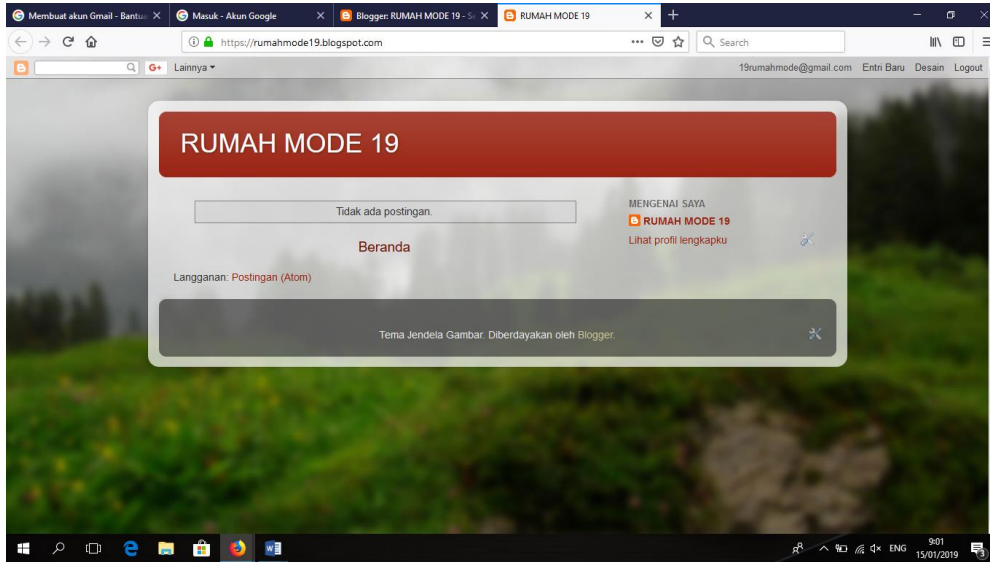 Membuat akun Gmail - Bantua
Masuk - Akun Google
Blogger: RUMAH MODE 19 - Se
RUMAH MODE 19
https://rumahmode19.blogspot.com
Search
G+ Lainnya
19rumahmode@gmail.com Entri Baru Desain Logout
RUMAH MODE 19
Tidak ada postingan.
Beranda
Langganan: Postingan (Atom)
MENGENAI SAYA
RUMAH MODE 19
Lihat profil lengkapku
Tema Jendela Gambar. Diberdayakan oleh Blogger.
ENG
9:01
15/01/2019
3